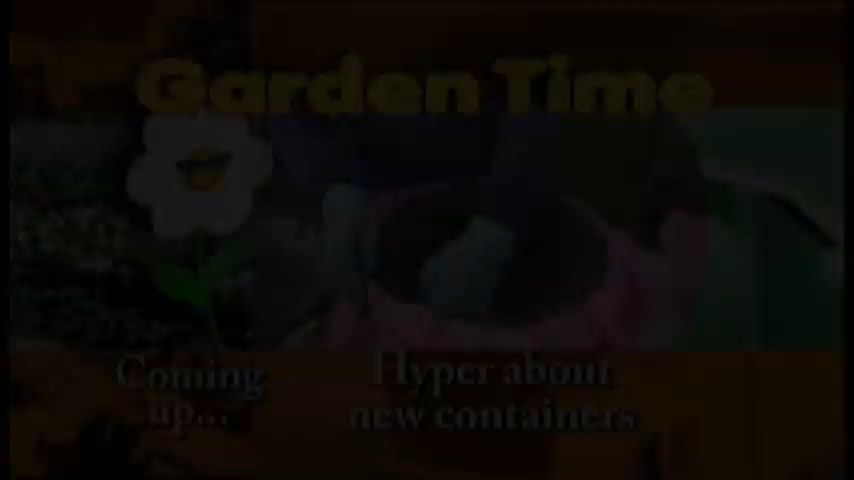 Garden Time
Coming
up...
Hyper about
new containers